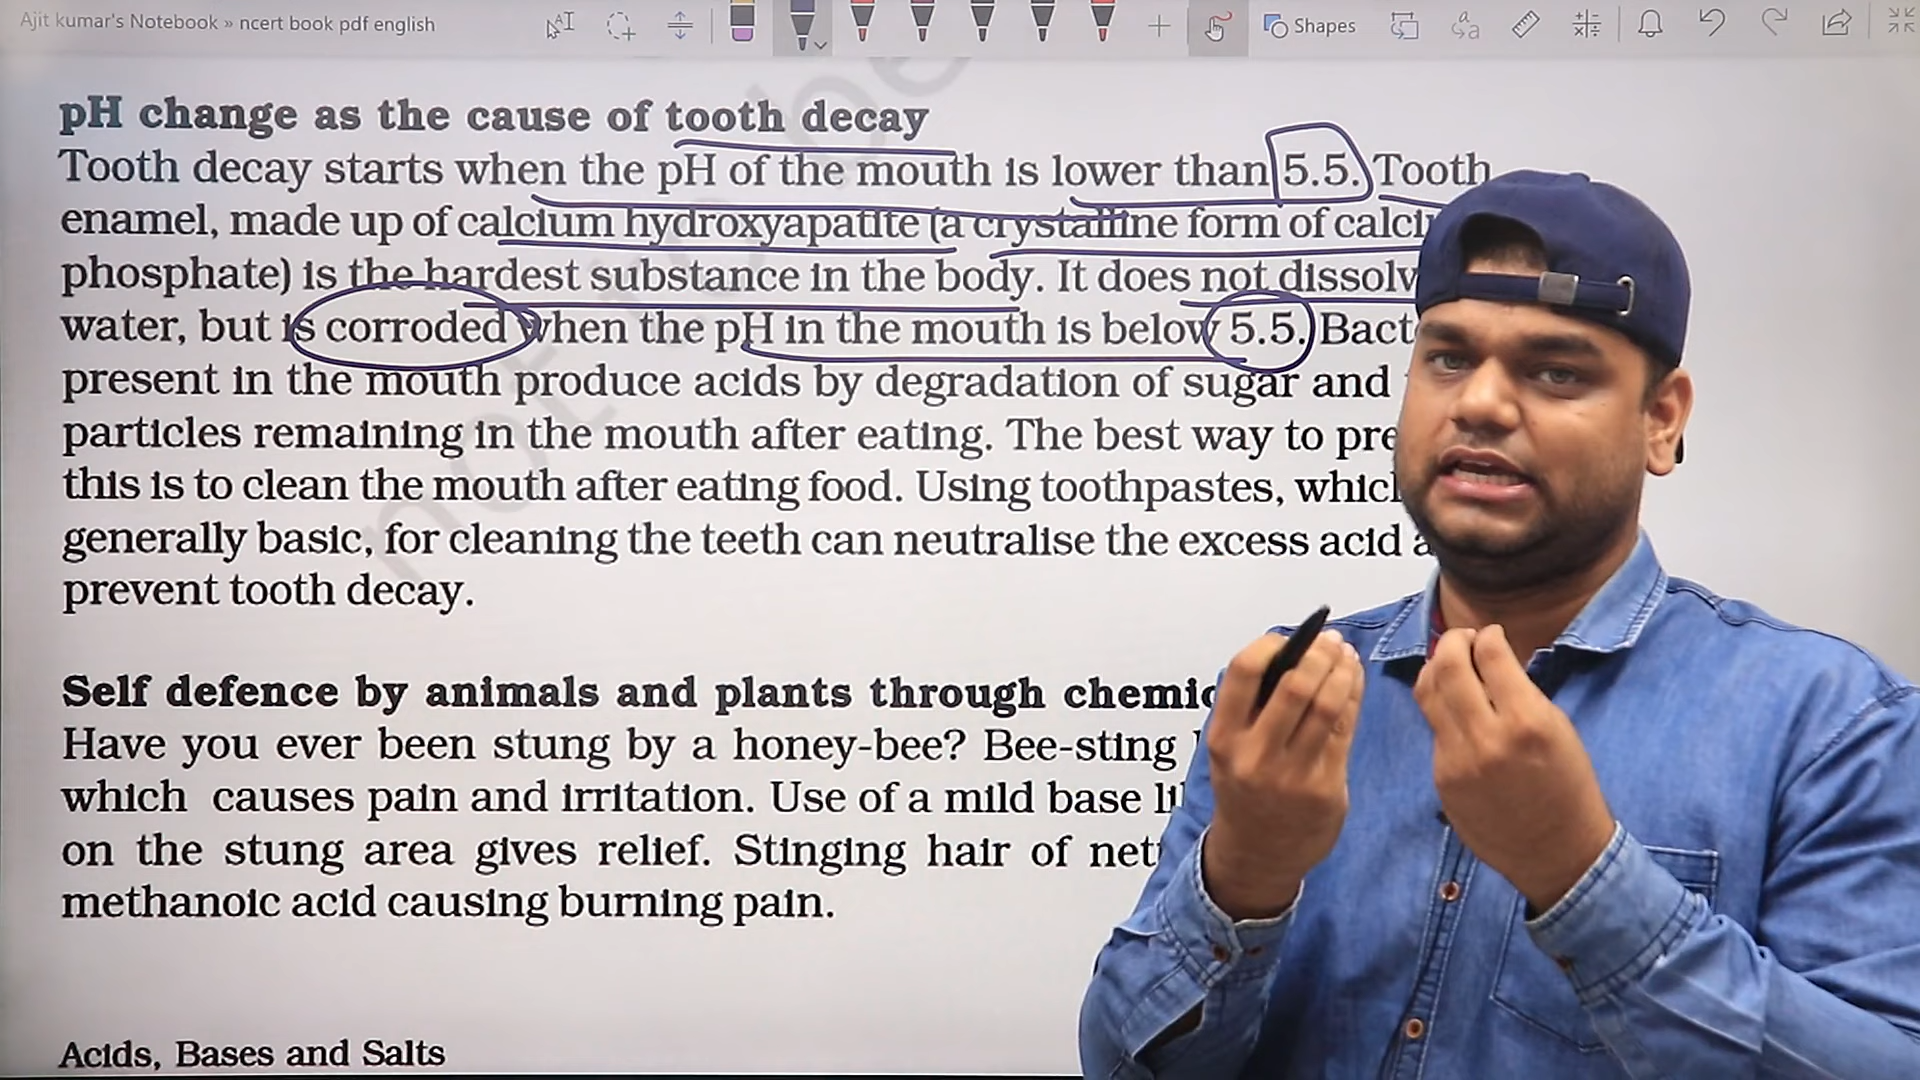 Ajit kumar's Notebook » ncert book pdf english
Shapes
pH change as the cause of tooth decay
Tooth decay starts when the pH of the mouth is lower than 5.5. Tooth
enamel, made up of calcium hydroxyapatite (a crystalline form of
phosphate) is the hardest substance in the body. It does not
water, but is corroded when the pH in the mouth is below 5.5.
present in the mouth produce acids by degradation of sugar and
particles remaining in the mouth after eating. The best way to
this is to clean the mouth after eating food. Using toothpastes,
generally basic, for cleaning the teeth can neutralise the excess acid
prevent tooth decay.
Self defence by animals and plants through
Have you ever been stung by a honey-bee? Bee-sting
which causes pain and irritation. Use of a mild base
on the stung area gives relief. Stinging hair of
methanoic acid causing burning pain.
Acids, Bases and Salts